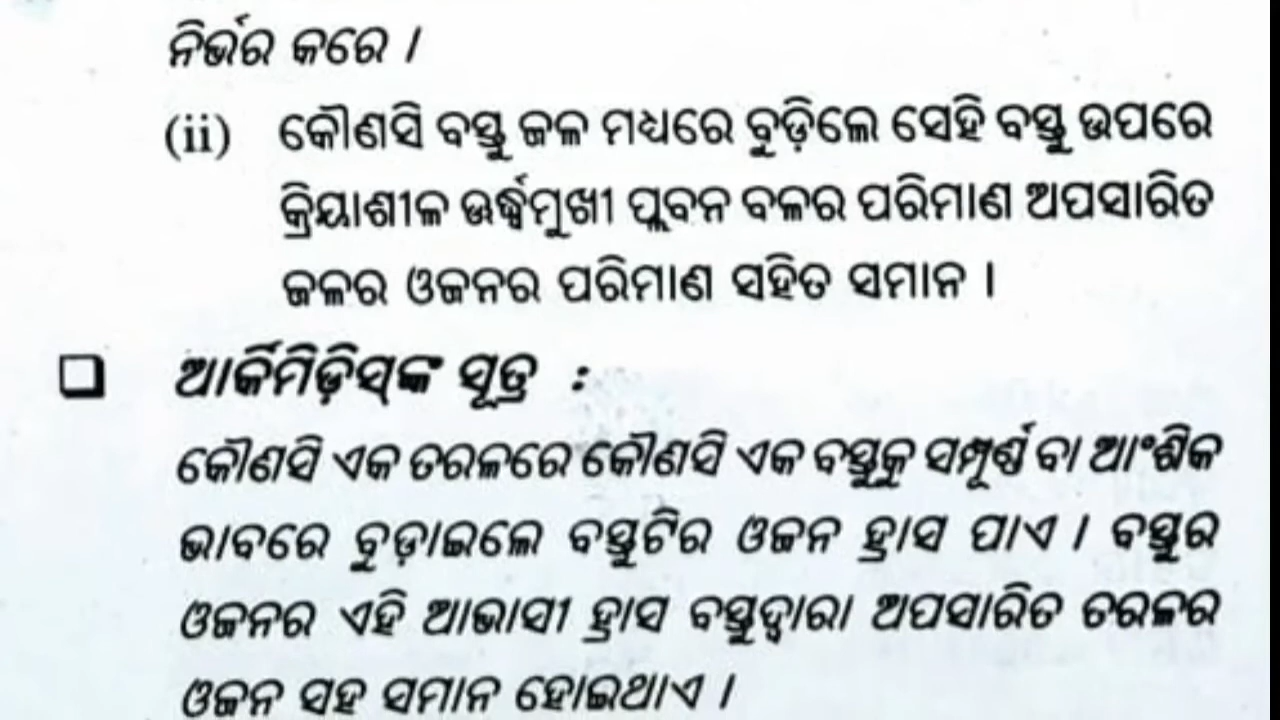 ନିର୍ଭର କରେ ।
(ii) କୌଣସି ବସ୍ତୁ ଜଳ ମଧ୍ୟରେ ବୁଡ଼ିଲେ ସେହି ବସ୍ତୁ ଉପରେ
କ୍ରିୟାଶୀଳ ଊର୍ଦ୍ଧ୍ୱମୁଖୀ ପ୍ଲବନ ବଳର ପରିମାଣ ଅପସାରିତ
ଜଳର ଓଜନର ପରିମାଣ ସହିତ ସମାନ ।
❑ ଆର୍କିମିଡ଼ିସ୍‌ଙ୍କ ସୂତ୍ର :
କୌଣସି ଏକ ତରଳରେ କୌଣସି ଏକ ବସ୍ତୁକୁ ସମ୍ପୂର୍ଣ୍ଣ ବା ଆଂଶିକ
ଭାବରେ ବୁଡ଼ାଇଲେ ବସ୍ତୁଟିର ଓଜନ ହ୍ରାସ ପାଏ । ବସ୍ତୁର
ଓଜନର ଏହି ଆଭାସୀ ହ୍ରାସ ବସ୍ତୁଦ୍ୱାରା ଅପସାରିତ ତରଳର
ଓଜନ ସହ ସମାନ ହୋଇଥାଏ ।